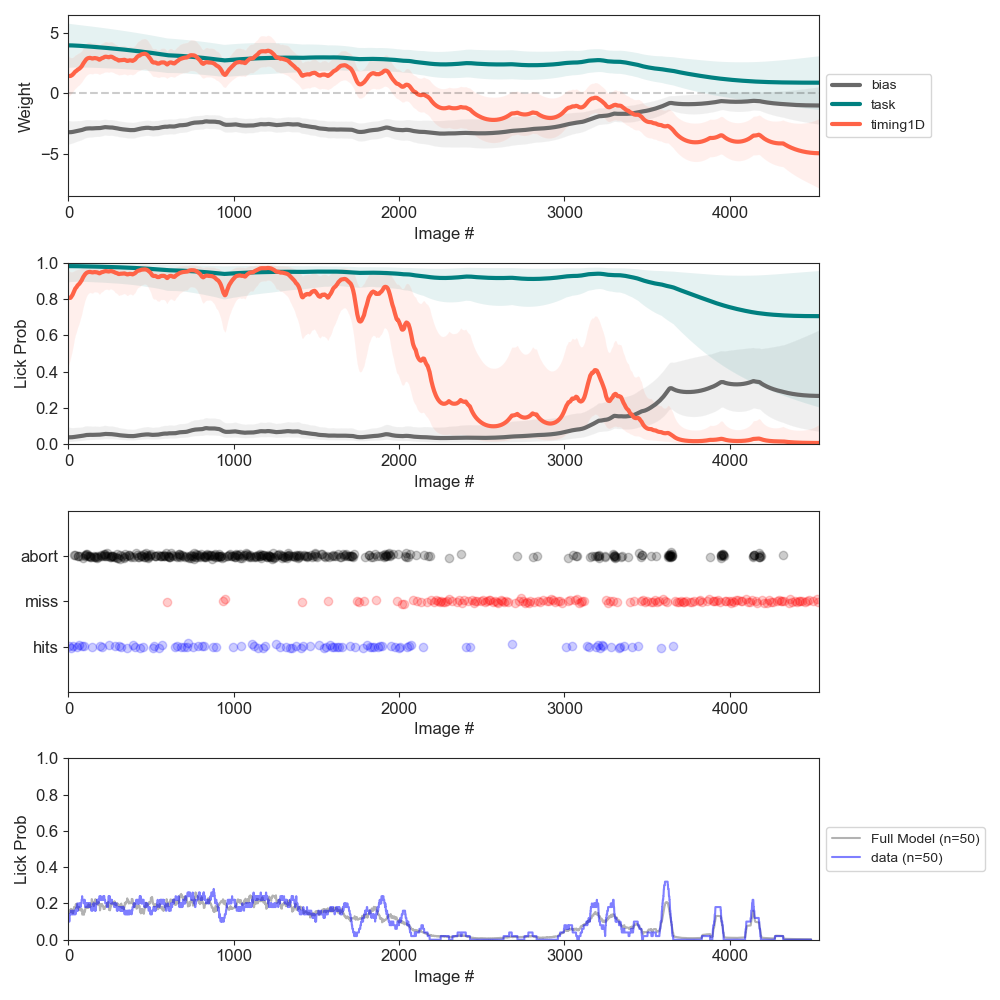 5
0
−5
Weight
0 1000 2000 3000 4000
Image #
bias
task
timing1D
1.0
0.8
0.6
0.4
0.2
0.0
Lick Prob
0 1000 2000 3000 4000
Image #
abort
miss
hits
0 1000 2000 3000 4000
Image #
1.0
0.8
0.6
0.4
0.2
0.0
Lick Prob
0 1000 2000 3000 4000
Image #
Full Model (n=50)
data (n=50)